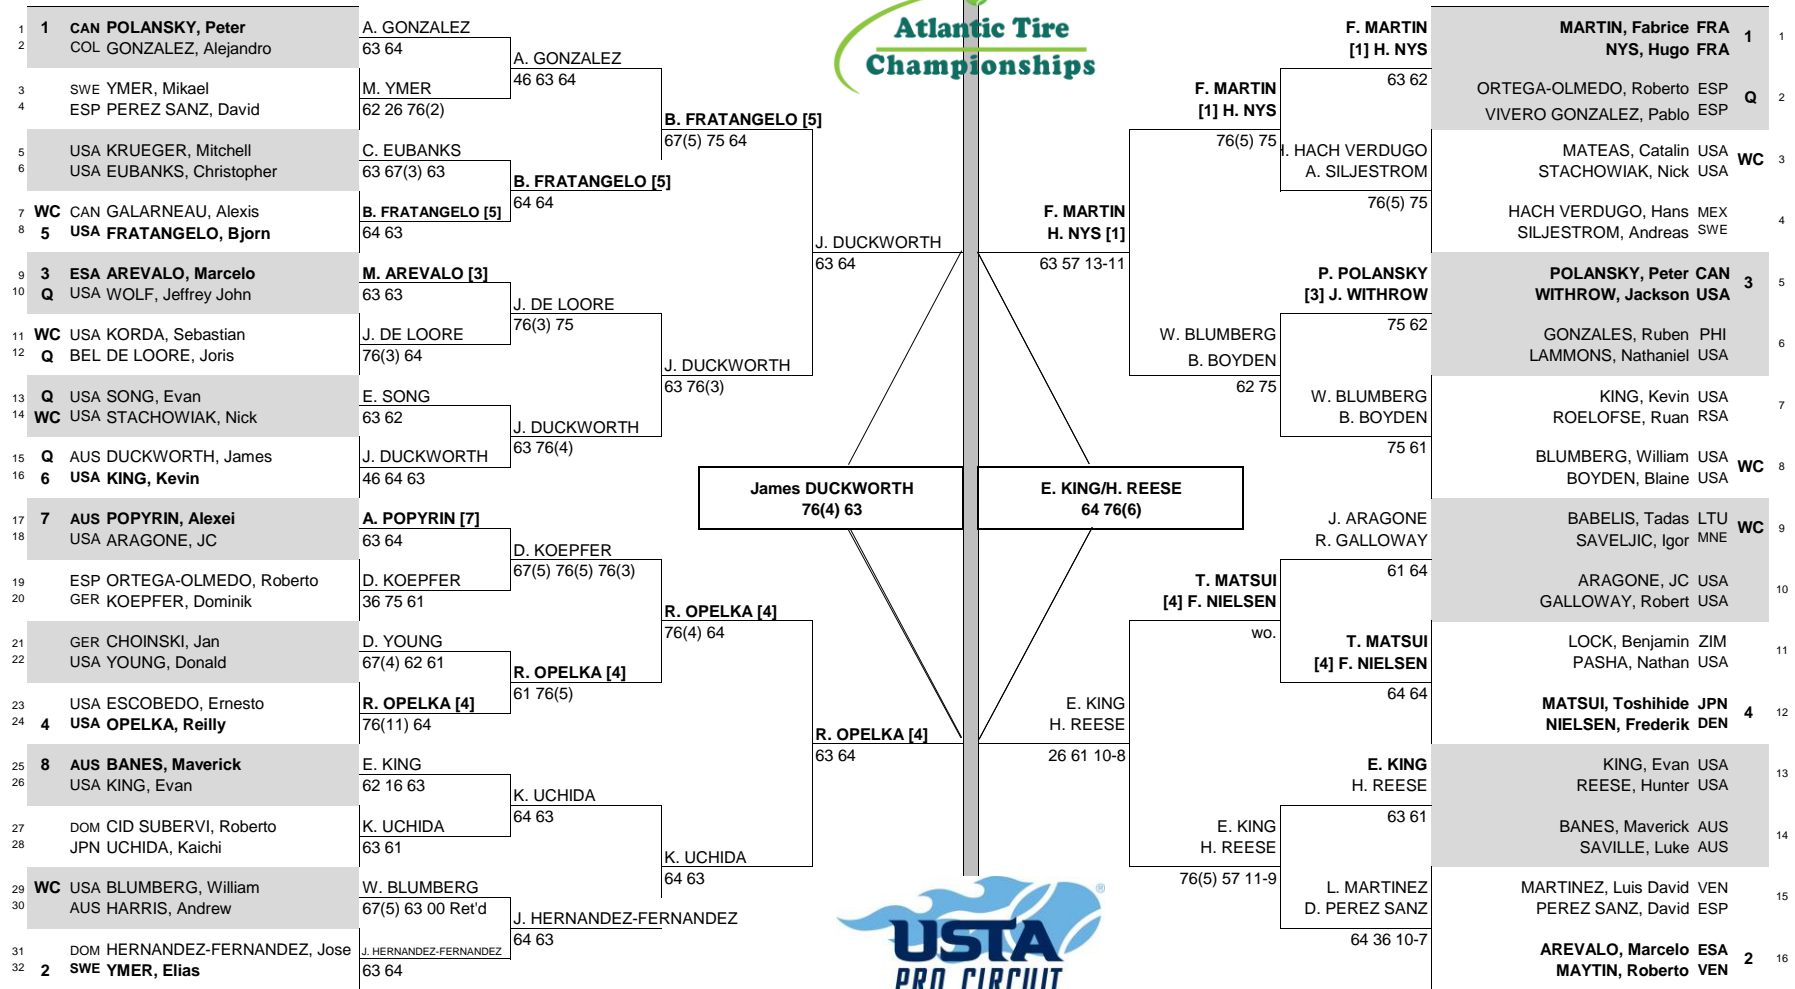 Atlantic Tire
Championships
1 1 CAN POLANSKY, Peter
2 COL GONZALEZ, Alejandro
3 SWE YMER, Mikael
4 ESP PEREZ SANZ, David
5 USA KRUEGER, Mitchell
6 USA EUBANKS, Christopher
7 WC CAN GALARNEAU, Alexis
8 5 USA FRATANGELO, Bjorn
9 3 ESA AREVALO, Marcelo
10 Q USA WOLF, Jeffrey John
11 WC USA KORDA, Sebastian
12 Q BEL DE LOORE, Joris
13 Q USA SONG, Evan
14 WC USA STACHOWIAK, Nick
15 Q AUS DUCKWORTH, James
16 6 USA KING, Kevin
17 7 AUS POPYRIN, Alexei
18 USA ARAGONE, JC
19 ESP ORTEGA-OLMEDO, Roberto
20 GER KOEPFER, Dominik
21 GER CHOINSKI, Jan
22 USA YOUNG, Donald
23 USA ESCOBEDO, Ernesto
24 4 USA OPELKA, Reilly
25 8 AUS BANES, Maverick
26 USA KING, Evan
27 DOM CID SUBERVI, Roberto
28 JPN UCHIDA, Kaichi
29 WC USA BLUMBERG, William
30 AUS HARRIS, Andrew
31 DOM HERNANDEZ-FERNANDEZ, Jose
32 2 SWE YMER, Elias
A. GONZALEZ
63 64
M. YMER
62 26 76(2)
C. EUBANKS
63 67(3) 63
B. FRATANGELO [5]
64 63
M. AREVALO [3]
63 63
J. DE LOORE
76(3) 64
E. SONG
63 62
J. DUCKWORTH
46 64 63
A. POPYRIN [7]
63 64
D. KOEPFER
36 75 61
D. YOUNG
67(4) 62 61
R. OPELKA [4]
76(11) 64
E. KING
62 16 63
K. UCHIDA
63 61
W. BLUMBERG
67(5) 63 00 Ret'd
J. HERNANDEZ-FERNANDEZ
63 64
A. GONZALEZ
46 63 64
B. FRATANGELO [5]
64 64
J. DE LOORE
76(3) 75
J. DUCKWORTH
63 76(4)
D. KOEPFER
67(5) 76(5) 76(3)
R. OPELKA [4]
61 76(5)
K. UCHIDA
64 63
J. HERNANDEZ-FERNANDEZ
64 63
B. FRATANGELO [5]
67(5) 75 64
J. DUCKWORTH
63 76(3)
R. OPELKA [4]
76(4) 64
K. UCHIDA
64 63
J. DUCKWORTH
63 64
R. OPELKA [4]
63 64
James DUCKWORTH
76(4) 63
E. KING/H. REESE
64 76(6)
F. MARTIN
H. NYS [1]
63 57 13-11
E. KING
H. REESE
26 61 10-8
F. MARTIN
[1] H. NYS
76(5) 75
W. BLUMBERG
B. BOYDEN
62 75
T. MATSUI
[4] F. NIELSEN
wo.
E. KING
H. REESE
76(5) 57 11-9
F. MARTIN
[1] H. NYS
63 62
H. HACH VERDUGO
A. SILJESTROM
76(5) 75
P. POLANSKY
[3] J. WITHROW
75 62
W. BLUMBERG
B. BOYDEN
75 61
J. ARAGONE
R. GALLOWAY
61 64
T. MATSUI
[4] F. NIELSEN
64 64
E. KING
H. REESE
63 61
L. MARTINEZ
D. PEREZ SANZ
64 36 10-7
MARTIN, Fabrice FRA 1 1
NYS, Hugo FRA
ORTEGA-OLMEDO, Roberto ESP Q 2
VIVERO GONZALEZ, Pablo ESP
MATEAS, Catalin USA WC 3
STACHOWIAK, Nick USA
HACH VERDUGO, Hans MEX 4
SILJESTROM, Andreas SWE
POLANSKY, Peter CAN 3 5
WITHROW, Jackson USA
GONZALES, Ruben PHI 6
LAMMONS, Nathaniel USA
KING, Kevin USA 7
ROELOFSE, Ruan RSA
BLUMBERG, William USA WC 8
BOYDEN, Blaine USA
BABELIS, Tadas LTU WC 9
SAVELJIC, Igor MNE
ARAGONE, JC USA 10
GALLOWAY, Robert USA
LOCK, Benjamin ZIM 11
PASHA, Nathan USA
MATSUI, Toshihide JPN 4 12
NIELSEN, Frederik DEN
KING, Evan USA 13
REESE, Hunter USA
BANES, Maverick AUS 14
SAVILLE, Luke AUS
MARTINEZ, Luis David VEN 15
PEREZ SANZ, David ESP
AREVALO, Marcelo ESA 2 16
MAYTIN, Roberto VEN
USTA ®
PRO CIRCUIT